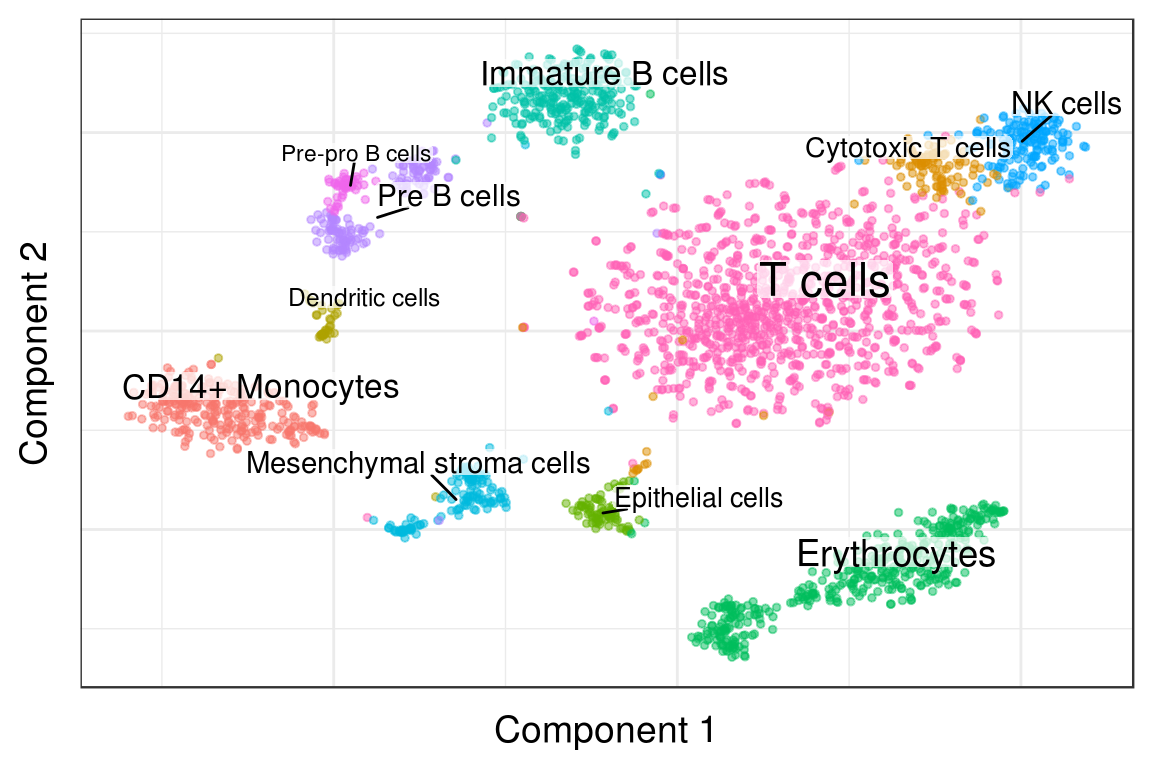 Immature B cells
NK cells
Cytotoxic T cells
Pre-pro B cells
Pre B cells
T cells
Dendritic cells
CD14+ Monocytes
Mesenchymal stroma cells
Epithelial cells
Erythrocytes
Component 2
Component 1